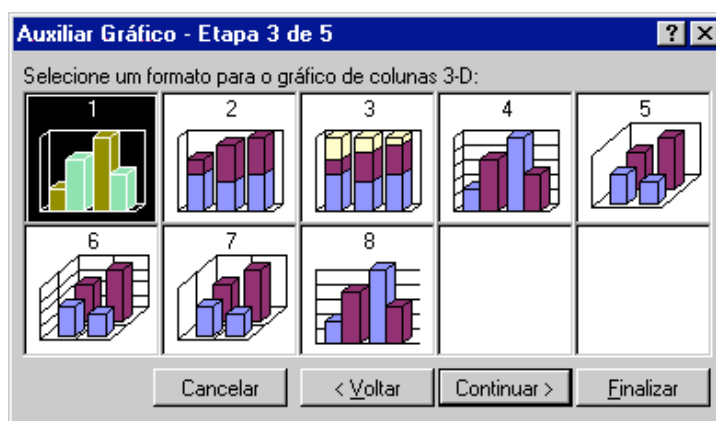 Auxiliar Gráfico - Etapa 3 de 5
Selecione um formato para o gráfico de colunas 3-D:
1 2 3 4 5
6 7 8
Cancelar < Voltar Continuar > Finalizar